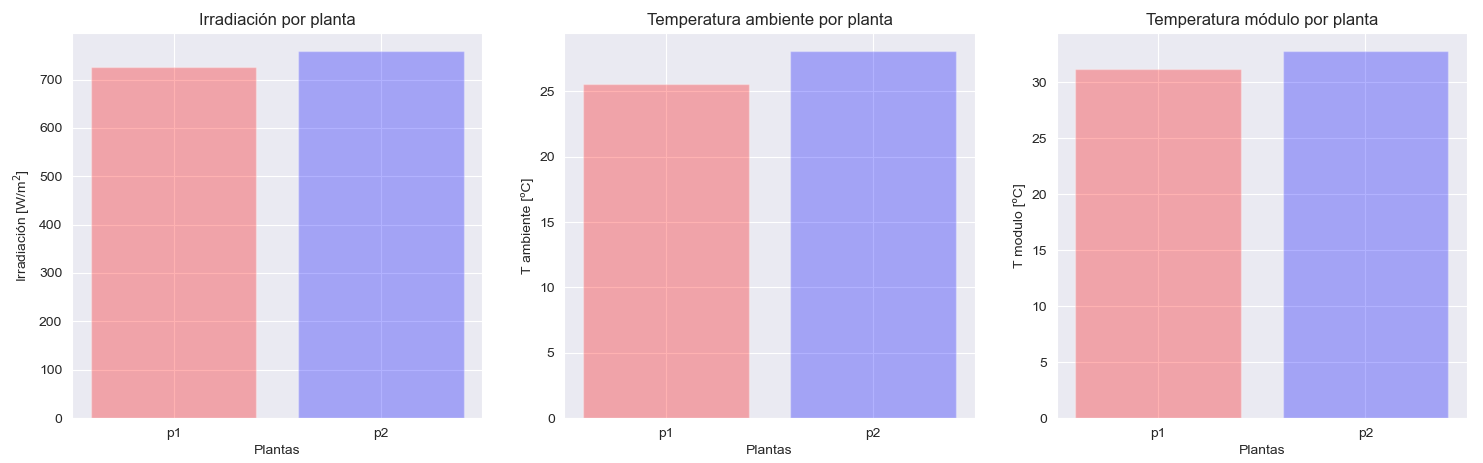 Irradiación por planta
Irradiación [W/m²]
700
600
500
400
300
200
100
0
p1 p2
Plantas
Temperatura ambiente por planta
T ambiente [ºC]
25
20
15
10
5
0
p1 p2
Plantas
Temperatura módulo por planta
T modulo [ºC]
30
25
20
15
10
5
0
p1 p2
Plantas